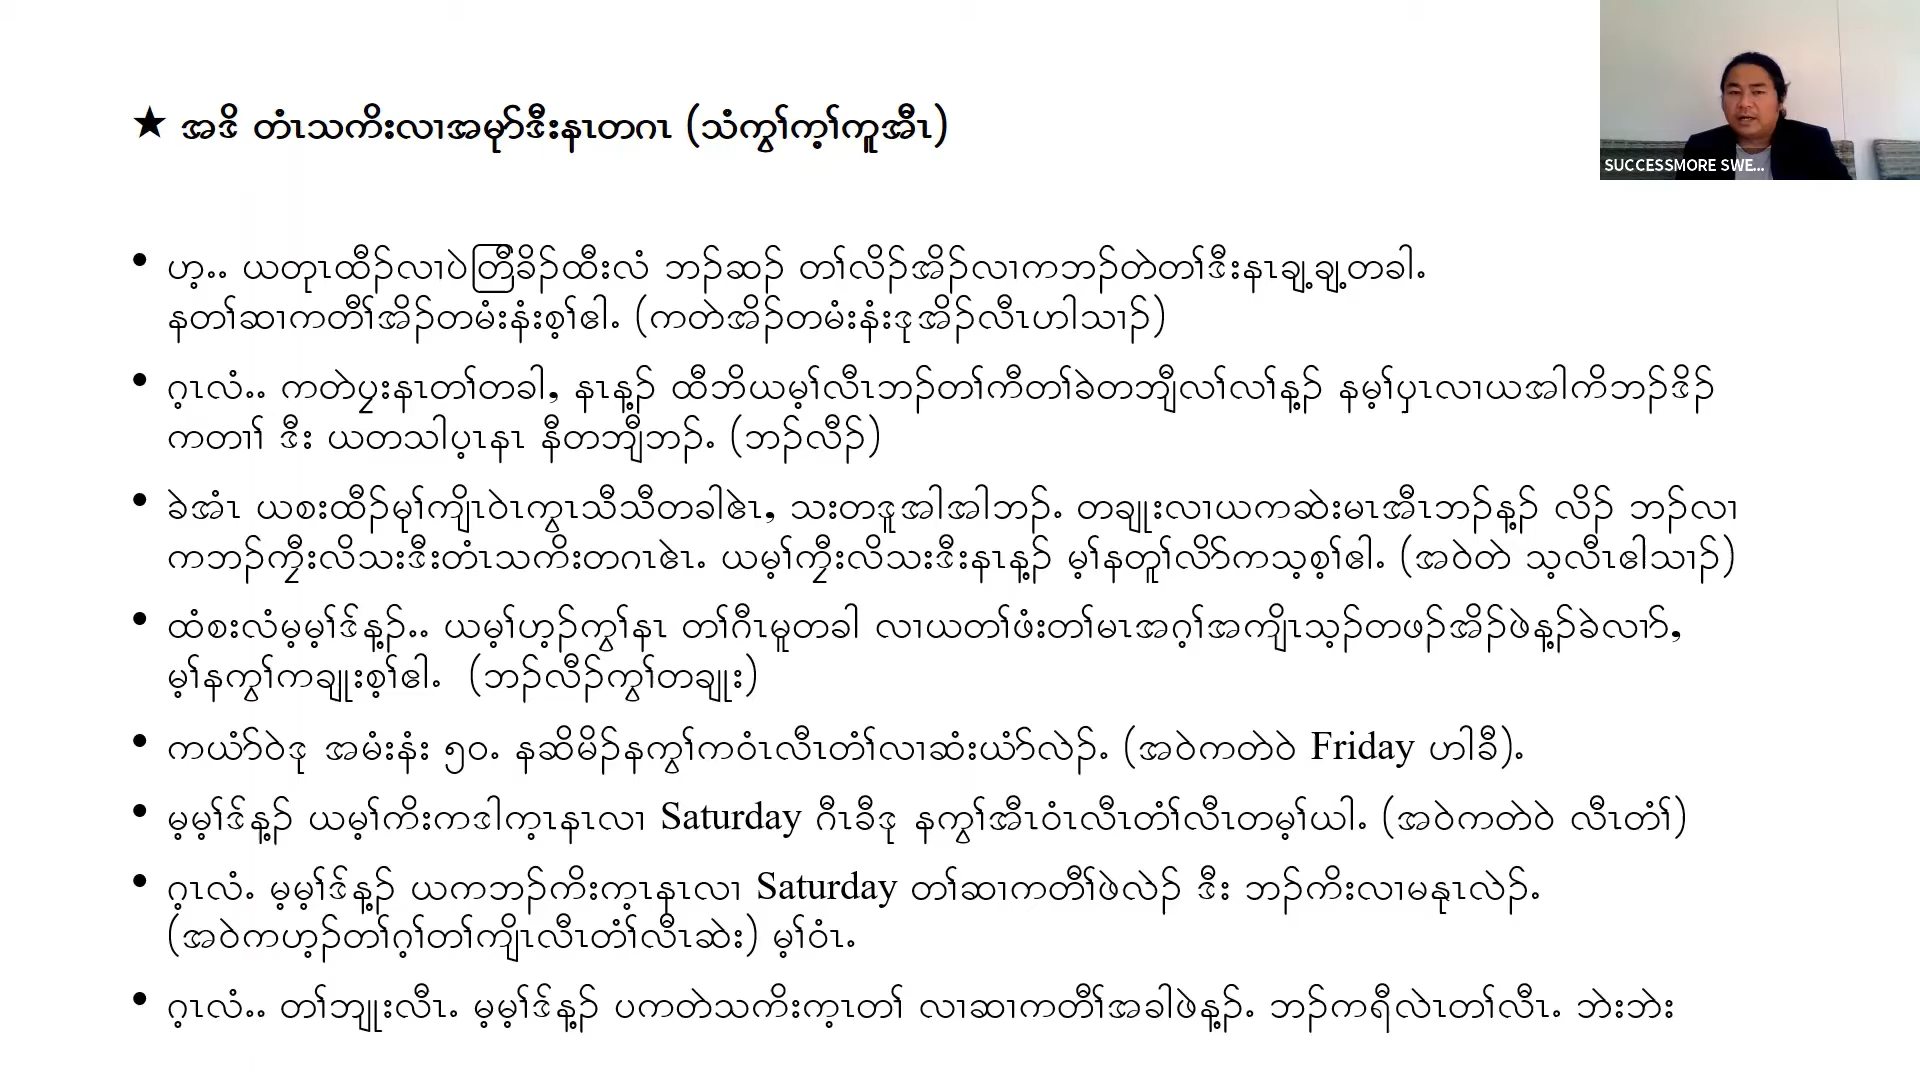 ★ အဒိ တံၤသကိးလၢအမုာ်ဒီးနၤတဂၤ (သံကွၢ်က့ၢ်ကူအီၤ)
SUCCESSMORE SWE...
• ဟ့.. ယတုၤထီၣ်လၢပဲတြီခိၣ်ထီးလံ ဘၣ်ဆၣ် တၢ်လိၣ်အိၣ်လၢကဘၣ်တဲတၢ်ဒီးနၤချ့ချ့တခါ.
နတၢ်ဆၢကတီၢ်အိၣ်တမံးနံးစ့ၢ်ဧါ. (ကတဲအိၣ်တမံးနံးဒုအိၣ်လီၤဟါသၢၣ်)
• ဂ့ၤလံ.. ကတဲပှးနၤတၢ်တခါ, နၤန့ၣ် ထီဘိယမ့ၢ်လီၤဘၣ်တၢ်ကီတၢ်ခဲတဘျီလၢ်လၢ်န့ၣ် နမ့ၢ်ပှၤလၢယအါကိဘၣ်ဒိၣ်
ကတၢၢ် ဒီး ယတသါပ့ၤနၤ နီတဘျီဘၣ်. (ဘၣ်လီၣ်)
• ခဲအံၤ ယစးထီၣ်မုၢ်ကျိၤဝဲၤကွၤသီသီတခါဧဲၤ, သးတဒူအါအါဘၣ်. တချုးလၢယကဆဲးမၤအီၤဘၣ်န့ၣ် လိၣ် ဘၣ်လၢ
ကဘၣ်ကွီးလိသးဒီးတံၤသကိးတဂၤဧဲၤ. ယမ့ၢ်ကွီးလိသးဒီးနၤန့ၣ် မ့ၢ်နတူၢ်လိာ်ကသ့စ့ၢ်ဧါ. (အဝဲတဲ သ့လီၤဧါသၢၣ်)
• ထံစးလံမ့မ့ၢ်ဒ်န့ၣ်.. ယမ့ၢ်ဟ့ၣ်ကွၢ်နၤ တၢ်ဂီၤမူတခါ လၢယတၢ်ဖံးတၢ်မၤအဂ့ၢ်အကျိၤသ့ၣ်တဖၣ်အိၣ်ဖဲန့ၣ်ခဲလၢာ်,
မ့ၢ်နကွၢ်ကချုးစ့ၢ်ဧါ. (ဘၣ်လီၣ်ကွၢ်တချုး)
• ကယံာ်ဝဲဒု အမံးနံး ၅၀. နဆိမိၣ်နကွၢ်ကဝံၤလီၤတံၢ်လၢဆံးယံာ်လဲၣ်. (အဝဲကတဲဝဲ Friday ဟါခီ).
• မ့မ့ၢ်ဒ်န့ၣ် ယမ့ၢ်ကိးကဒါက့ၤနၤလၢ Saturday ဂီၤခီဒု နကွၢ်အီၤဝံၤလီၤတံၢ်လီၤတမ့ၢ်ယါ. (အဝဲကတဲဝဲ လီၤတံၢ်)
• ဂ့ၤလံ. မ့မ့ၢ်ဒ်န့ၣ် ယကဘၣ်ကိးက့ၤနၤလၢ Saturday တၢ်ဆၢကတီၢ်ဖဲလဲၣ် ဒီး ဘၣ်ကိးလၢမနုၤလဲၣ်.
(အဝဲကဟ့ၣ်တၢ်ဂ့ၢ်တၢ်ကျိၤလီၤတံၢ်လီၤဆဲး) မ့ၢ်ဝံၤ.
• ဂ့ၤလံ.. တၢ်ဘျုးလီၤ. မ့မ့ၢ်ဒ်န့ၣ် ပကတဲသကိးက့ၤတၢ် လၢဆၢကတီၢ်အခါဖဲန့ၣ်. ဘၣ်ကရီလဲၤတၢ်လီၤ. ဘဲးဘဲး